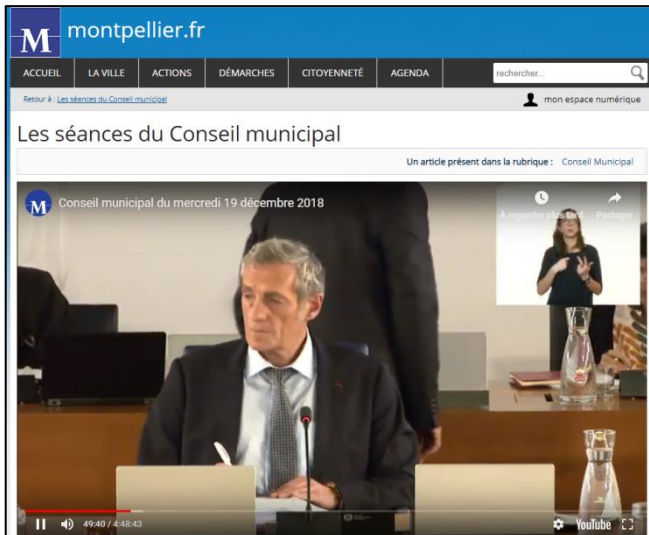 M montpellier.fr
ACCUEIL LA VILLE ACTIONS DÉMARCHES CITOYENNETÉ AGENDA rechercher...
Retour à : Les séances du Conseil municipal mon espace numérique
Les séances du Conseil municipal
Un article présent dans la rubrique : Conseil Municipal
M Conseil municipal du mercredi 19 décembre 2018
À regarder plus tard Partager
49:40 / 4:48:43 YouTube